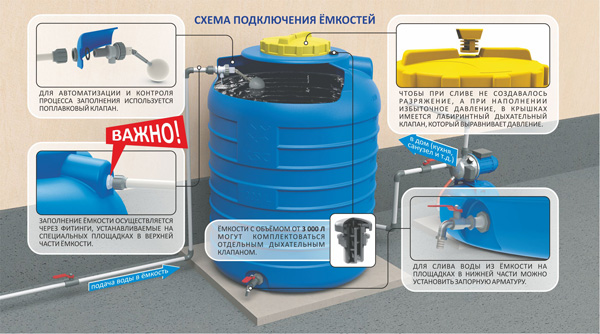 СХЕМА ПОДКЛЮЧЕНИЯ ЁМКОСТЕЙ
ДЛЯ АВТОМАТИЗАЦИИ И КОНТРОЛЯ
ПРОЦЕССА ЗАПОЛНЕНИЯ ИСПОЛЬЗУЕТСЯ
ПОПЛАВКОВЫЙ КЛАПАН.
ЧТОБЫ ПРИ СЛИВЕ НЕ СОЗДАВАЛОСЬ
РАЗРЯЖЕНИЕ, А ПРИ НАПОЛНЕНИИ
ИЗБЫТОЧНОЕ ДАВЛЕНИЕ, В КРЫШКАХ
ИМЕЕТСЯ ЛАБИРИНТНЫЙ ДЫХАТЕЛЬНЫЙ
КЛАПАН, КОТОРЫЙ ВЫРАВНИВАЕТ ДАВЛЕНИЕ.
ВАЖНО!
ЗАПОЛНЕНИЕ ЁМКОСТИ ОСУЩЕСТВЛЯЕТСЯ
ЧЕРЕЗ ФИТИНГИ, УСТАНАВЛИВАЕМЫЕ НА
СПЕЦИАЛЬНЫХ ПЛОЩАДКАХ В ВЕРХНЕЙ
ЧАСТИ ЁМКОСТИ.
в дом (кухня,
санузел и т.д.)
ЁМКОСТИ С ОБЪЁМОМ ОТ 3 000 Л
МОГУТ КОМПЛЕКТОВАТЬСЯ
ОТДЕЛЬНЫМ ДЫХАТЕЛЬНЫМ
КЛАПАНОМ.
ДЛЯ СЛИВА ВОДЫ ИЗ ЁМКОСТИ НА
ПЛОЩАДКАХ В НИЖНЕЙ ЧАСТИ МОЖНО
УСТАНОВИТЬ ЗАПОРНУЮ АРМАТУРУ.
подача воды в ёмкость